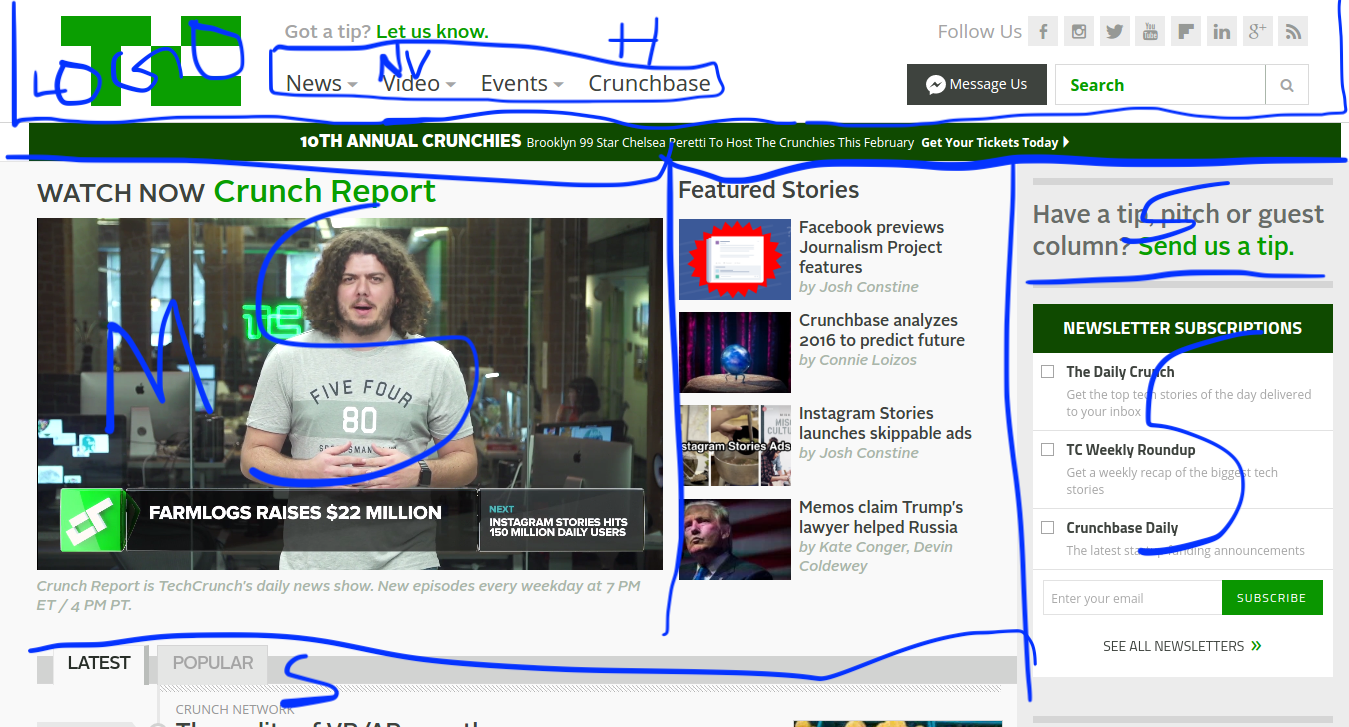 LOGO
Got a tip? Let us know.
H
Follow Us
NV
News Video Events Crunchbase
Message Us
Search
10TH ANNUAL CRUNCHIES Brooklyn 99 Star Chelsea Peretti To Host The Crunchies This February Get Your Tickets Today
WATCH NOW Crunch Report
M
S
FIVE FOUR
80
FARMLOGS RAISES $22 MILLION
NEXT
INSTAGRAM STORIES HITS
150 MILLION DAILY USERS
Crunch Report is TechCrunch's daily news show. New episodes every weekday at 7 PM
ET / 4 PM PT.
Featured Stories
Facebook previews
Journalism Project
features
by Josh Constine
Crunchbase analyzes
2016 to predict future
by Connie Loizos
Instagram Stories Ads
Instagram Stories
launches skippable ads
by Josh Constine
Memos claim Trump's
lawyer helped Russia
by Kate Conger, Devin
Coldewey
Have a tip, pitch or guest
column? Send us a tip.
S
NEWSLETTER SUBSCRIPTIONS
The Daily Crunch
Get the top tech stories of the day delivered
to your inbox
S
TC Weekly Roundup
Get a weekly recap of the biggest tech
stories
Crunchbase Daily
The latest startup funding announcements
Enter your email SUBSCRIBE
SEE ALL NEWSLETTERS »
LATEST POPULAR
S
CRUNCH NETWORK